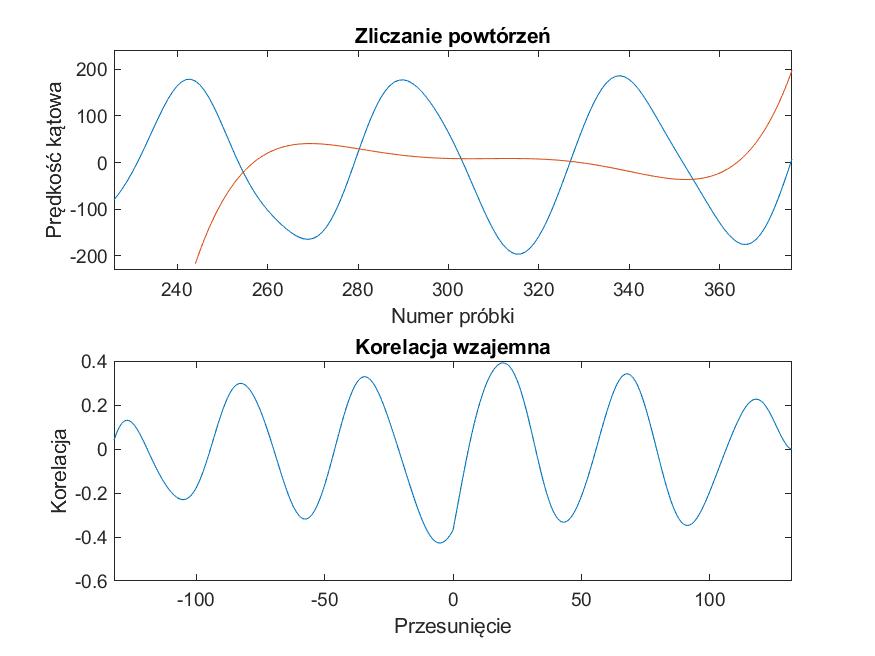 Zliczanie powtórzeń
200
100
0
-100
-200
Prędkość kątowa
240 260 280 300 320 340 360
Numer próbki
Korelacja wzajemna
0.4
0.2
0
-0.2
-0.4
-0.6
Korelacja
-100 -50 0 50 100
Przesunięcie